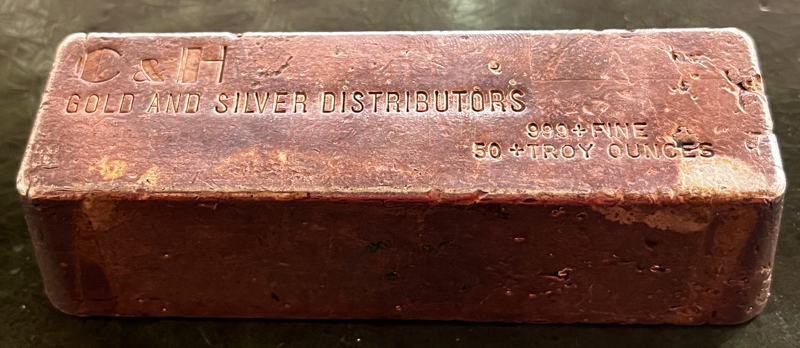 C & H
GOLD AND SILVER DISTRIBUTORS
999+ FINE
50 + TROY OUNCES